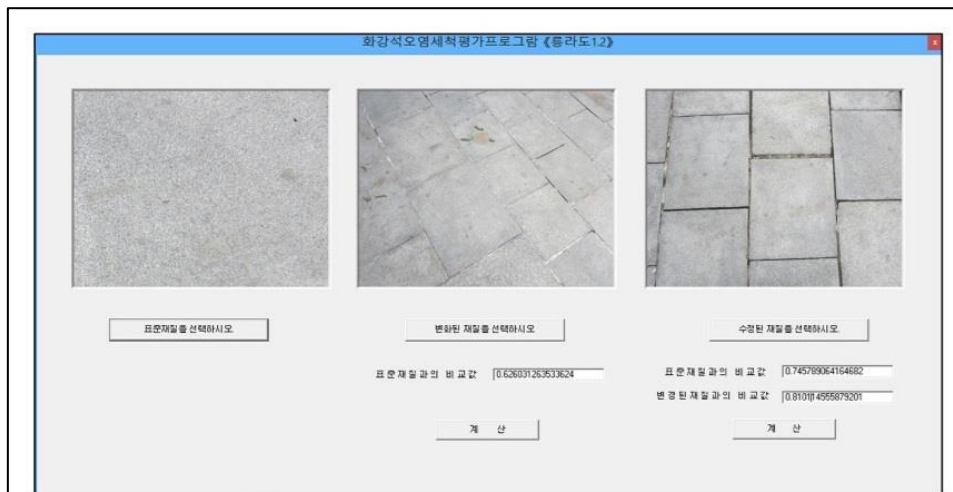 화강석오염세척평가프로그람 《릉라도1.2》
x
표준재질을선택하시오.
변화된 재질을선택하시오
수정된 재질을선택하시오.
표준재질과의 비교값 0.626031263533624
표준재질과의 비교값 0.745789064164682
변경된재질과의 비교값 0.810114555879201
계 산
계 산